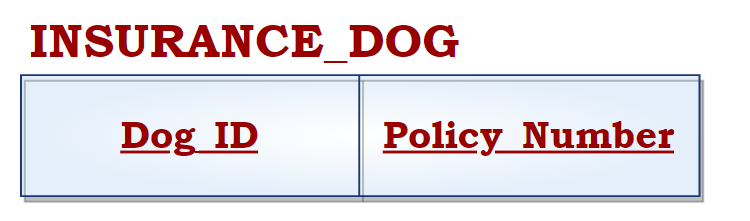 INSURANCE_DOG
Dog_ID Policy_Number